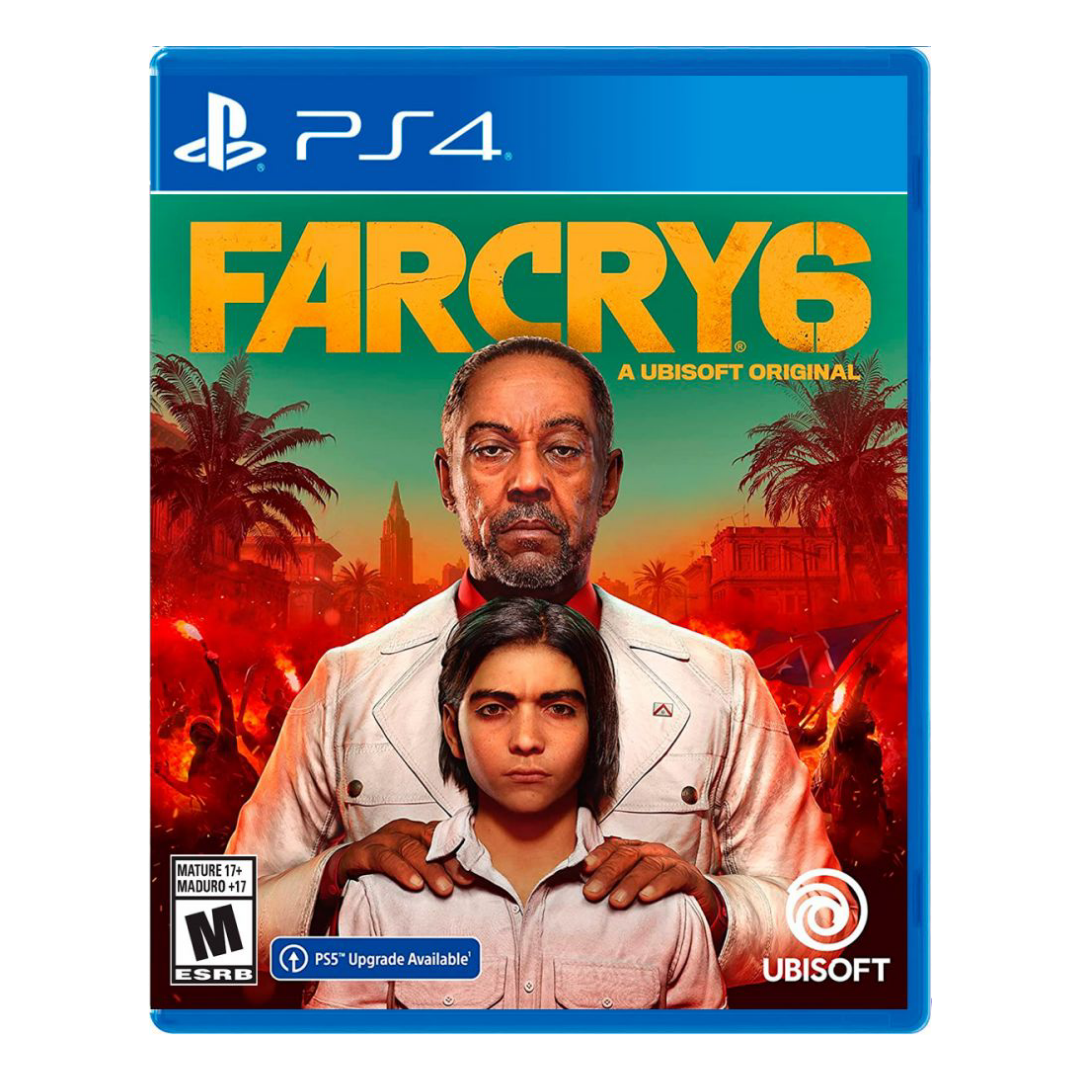 PS4
FARCRY6®
A UBISOFT ORIGINAL
MATURE 17+
MADURO +17
M
ESRB
PS5™ Upgrade Available¹
UBISOFT